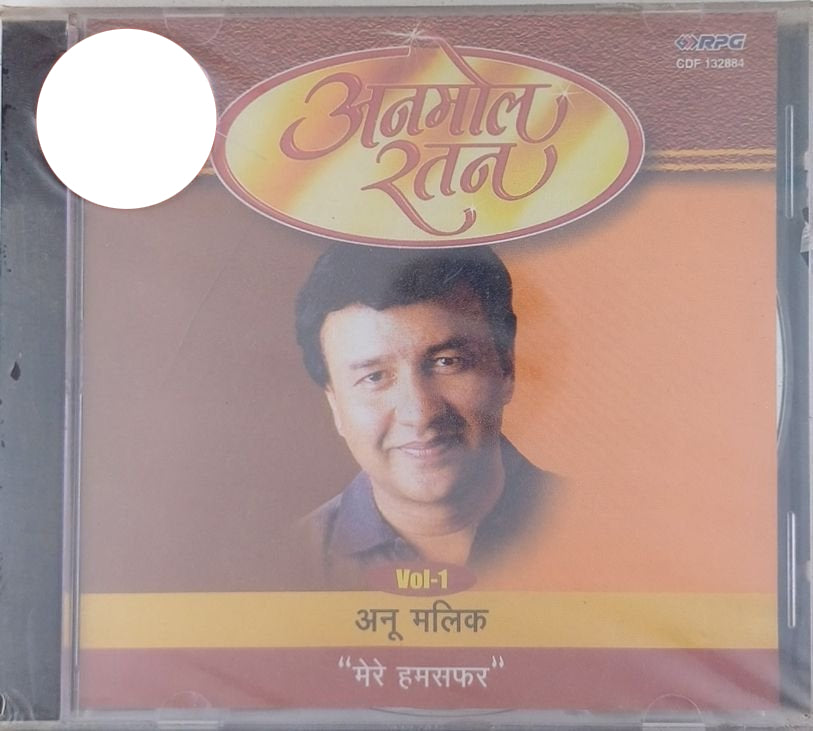 RPG
CDF 132884
अनमोल
रतन
Vol-1
अनू मलिक
“मेरे हमसफर”